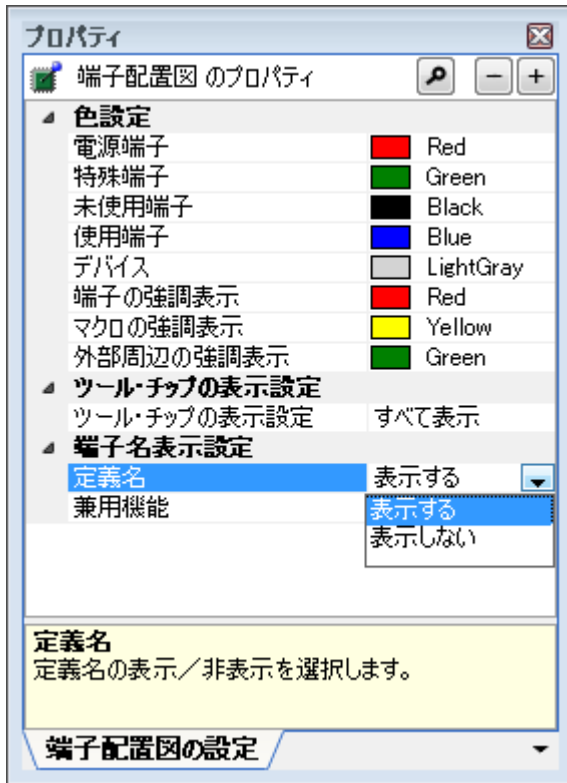 プロパティ
端子配置図 のプロパティ
色設定
電源端子 Red
特殊端子 Green
未使用端子 Black
使用端子 Blue
デバイス LightGray
端子の強調表示 Red
マクロの強調表示 Yellow
外部周辺の強調表示 Green
ツール・チップの表示設定
ツール・チップの表示設定 すべて表示
端子名表示設定
定義名 表示する
兼用機能 表示する
表示しない
定義名
定義名の表示／非表示を選択します。
端子配置図の設定